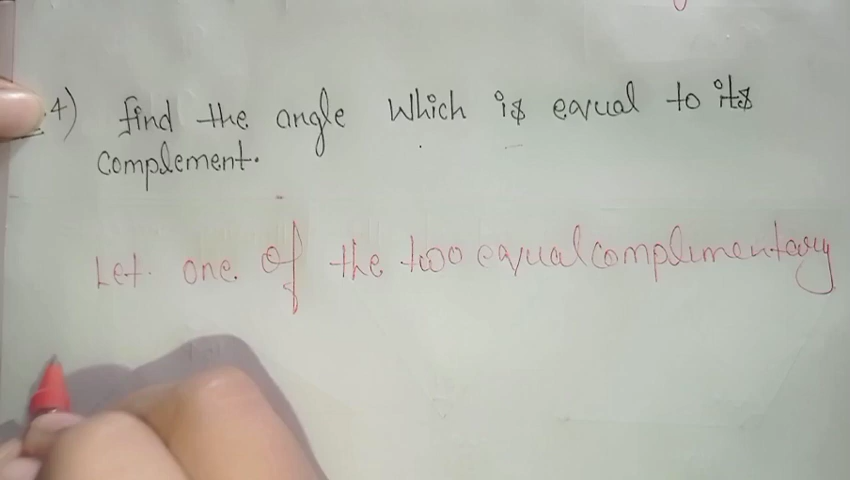 4) find the angle Which is equal to its
complement.
Let one of the two equal complimentary